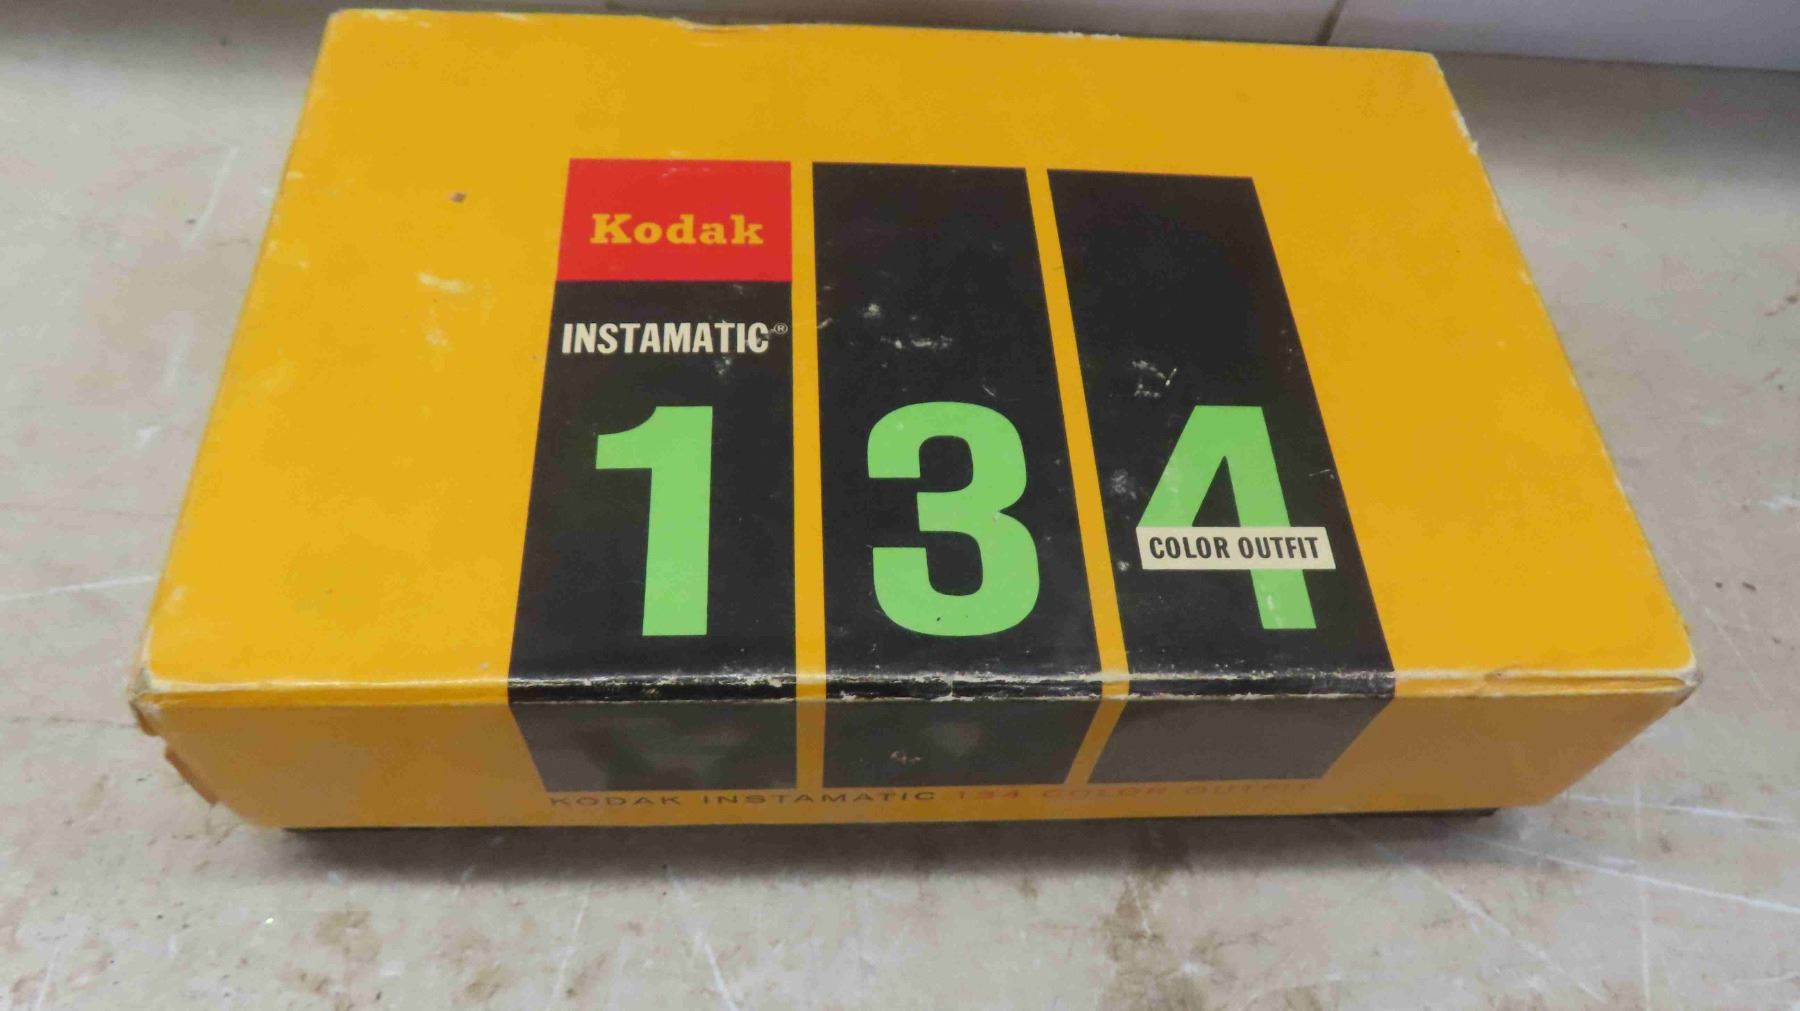 Kodak
INSTAMATIC®
134
COLOR OUTFIT
KODAK INSTAMATIC 134 COLOR OUTFIT